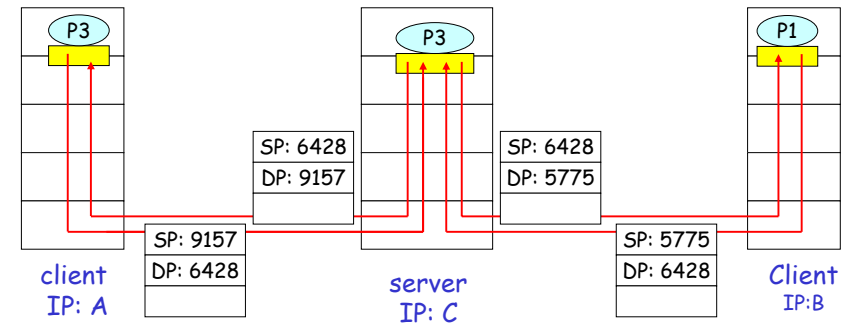 P3
P3
P1
SP: 6428
DP: 9157
SP: 6428
DP: 5775
SP: 9157
DP: 6428
SP: 5775
DP: 6428
client
IP: A
server
IP: C
Client
IP:B